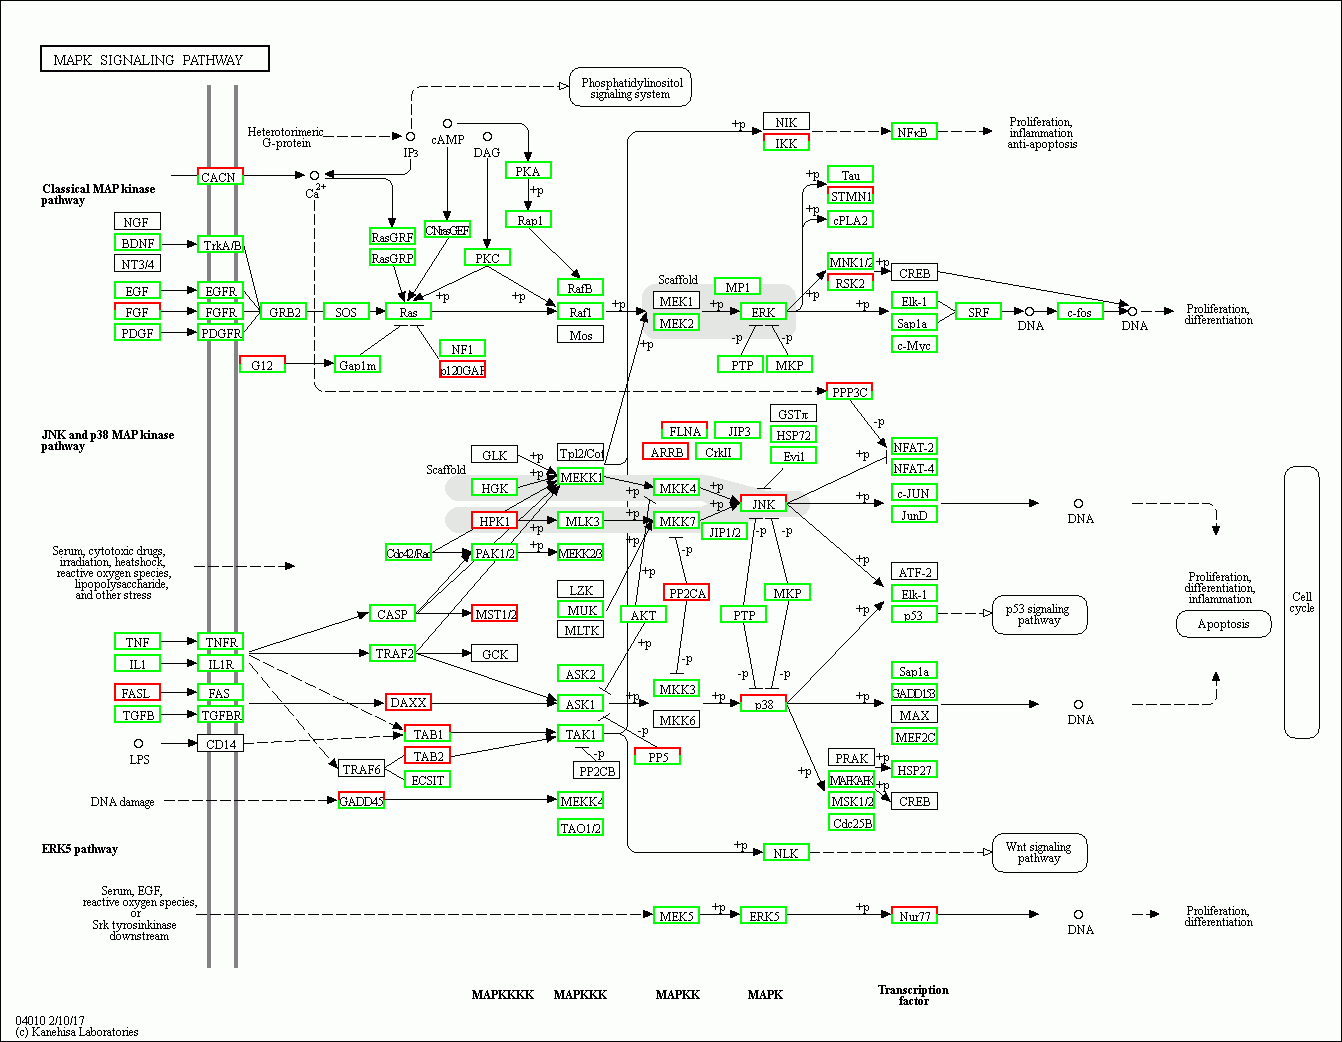 MAPK SIGNALING PATHWAY
Phosphatidylinositol
signaling system
Heterotorimeric
G-protein
IP3
cAMP
DAG
+p
NIK
IKK
NFκB
Proliferation,
inflammation
anti-apoptosis
CACN
Ca2+
PKA
+p
Rap1
Classical MAP kinase
pathway
NGF
BDNF
NT3/4
TrkA/B
EGF
EGFR
FGF
FGFR
PDGF
PDGFR
GRB2
SOS
RasGRF
RasGRP
CNrasGEF
PKC
Ras
+p
+p
RafB
Raf1
Mos
+p
+p
G12
Gap1m
NF1
p120GAP
Scaffold
MEK1
MEK2
+p
MP1
ERK
-p
-p
PTP
MKP
+p
Tau
STMN1
+p
cPLA2
+p
MNK1/2
RSK2
+p
CREB
+p
Elk-1
Sap1a
c-Myc
SRF
DNA
c-fos
DNA
Proliferation,
differentiation
PPP3C
-p
JNK and p38 MAP kinase
pathway
Scaffold
GLK
+p
HGK
+p
HPK1
+p
+p
Tpl2/Cot
MEKK1
MLK3
Cdc42/Rac
PAK1/2
+p
MEKK2/3
LZK
MUK
MLTK
FLNA
JIP3
ARRB
CrkII
GSTπ
HSP72
Evi1
+p
MKK4
+p
+p
MKK7
+p
JNK
JIP1/2
+p
+p
-p
PP2CA
-p
AKT
+p
-p
-p
MKP
PTP
-p
-p
+p
NFAT-2
NFAT-4
+p
c-JUN
JunD
DNA
+p
ATF-2
Elk-1
p53
+p
p53 signaling
pathway
Proliferation,
differentiation,
inflammation
Apoptosis
Cell
cycle
Serum, cytotoxic drugs,
irradiation, heatshock,
reactive oxygen species,
lipopolysaccharide,
and other stress
CASP
MST1/2
TRAF2
GCK
TNF
TNFR
IL1
IL1R
FASL
FAS
TGFB
TGFBR
LPS
CD14
DAXX
TAB1
TAB2
TRAF6
ECSIT
ASK2
ASK1
+p
TAK1
+p
-p
PP2CB
PP5
MKK3
MKK6
+p
p38
+p
Sap1a
GADD153
MAX
MEF2C
DNA
+p
PRAK
+p
MAPKAPK
+p
MSK1/2
Cdc25B
HSP27
CREB
DNA damage
GADD45
MEKK4
TAO1/2
+p
NLK
Wnt signaling
pathway
ERK5 pathway
Serum, EGF,
reactive oxygen species,
or
Srk tyrosinkinase
downstream
MEK5
+p
ERK5
+p
Nur77
DNA
Proliferation,
differentiation
MAPKKKK
MAPKKK
MAPKK
MAPK
Transcription
factor
04010 2/10/17
(c) Kanehisa Laboratories